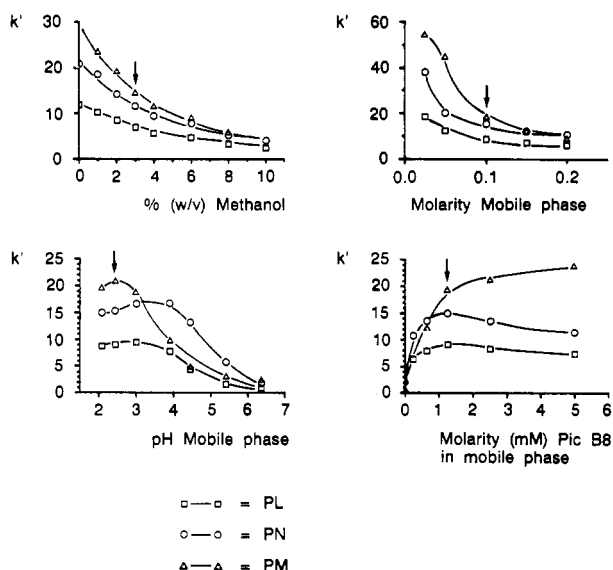 k'
30
20
10
0
0 2 4 6 8 10
% (w/v) Methanol
k'
60
40
20
0
0.0 0.1 0.2
Molarity Mobile phase
k'
25
20
15
10
5
0
2 3 4 5 6 7
pH Mobile phase
k'
25
20
15
10
5
0
0 1 2 3 4 5 6
Molarity (mM) Pic B8
in mobile phase
= PL
= PN
= PM